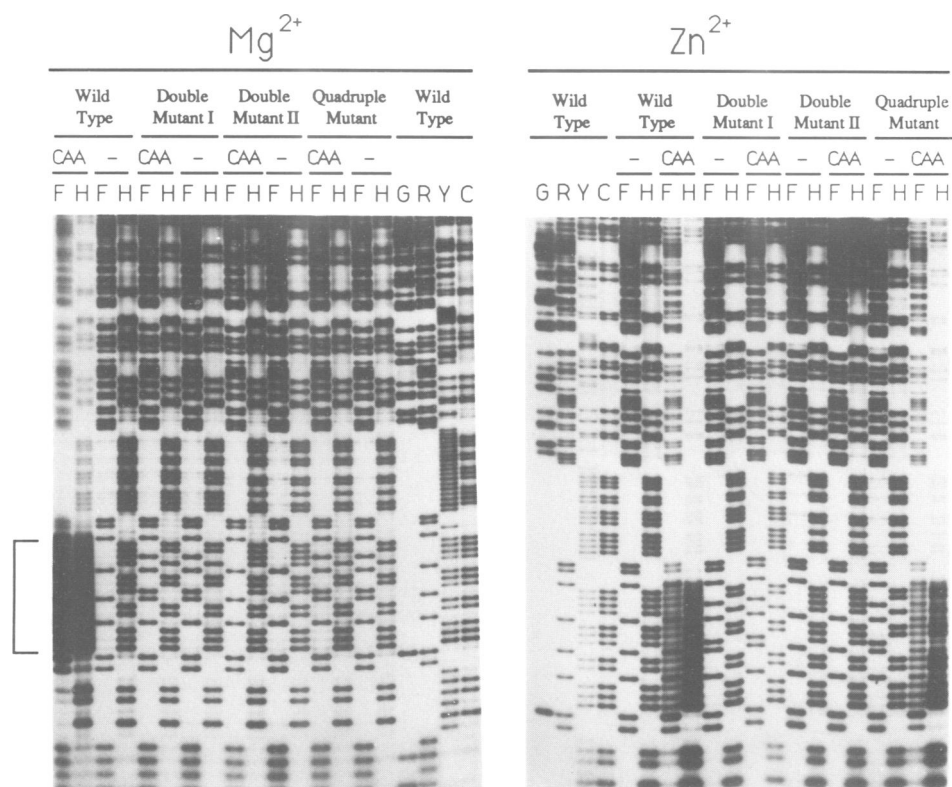 Mg2+ Zn2+
Wild Type Double Mutant I Double Mutant II Quadruple Mutant Wild Type Wild Type Wild Type Double Mutant I Double Mutant II Quadruple Mutant
CAA - CAA - CAA - CAA - - CAA - CAA - CAA - CAA
F H F H F H F H F H F H F H F H G R Y C G R Y C F H F H F H F H F H F H F H F H